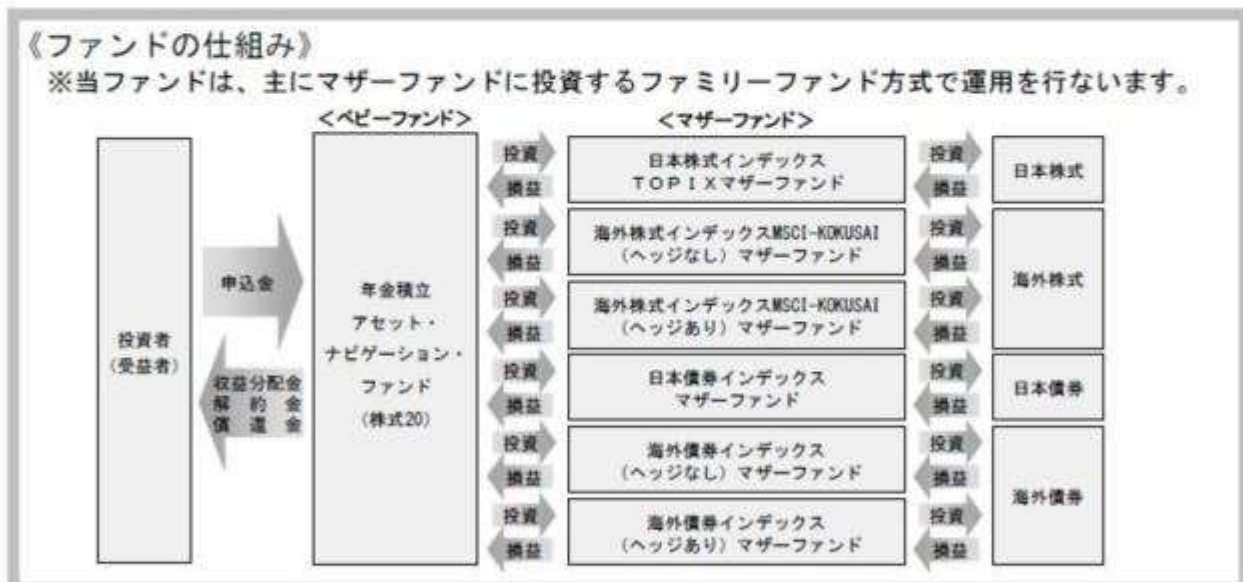 《ファンドの仕組み》
※当ファンドは、主にマザーファンドに投資するファミリーファンド方式で運用を行ないます。
<ベビーファンド>
<マザーファンド>
投資者
(受益者)
申込金
収益分配金
解約金
償還金
年金積立
アセット・
ナビゲーション・
ファンド
(株式20)
投資
損益
日本株式インデックス
TOPIXマザーファンド
投資
損益
日本株式
投資
損益
海外株式インデックスMSCI-KOKUSAI
(ヘッジなし)マザーファンド
投資
損益
海外株式
投資
損益
海外株式インデックスMSCI-KOKUSAI
(ヘッジあり)マザーファンド
投資
損益
投資
損益
日本債券インデックス
マザーファンド
投資
損益
日本債券
投資
損益
海外債券インデックス
(ヘッジなし)マザーファンド
投資
損益
海外債券
投資
損益
海外債券インデックス
(ヘッジあり)マザーファンド
投資
損益